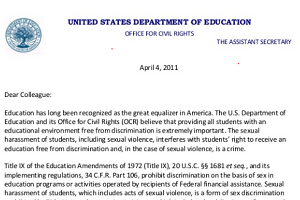 UNITED STATES DEPARTMENT OF EDUCATION
OFFICE FOR CIVIL RIGHTS
THE ASSISTANT SECRETARY
April 4, 2011
Dear Colleague:
Education has long been recognized as the great equalizer in America. The U.S. Department of
Education and its Office for Civil Rights (OCR) believe that providing all students with an
educational environment free from discrimination is extremely important. The sexual
harassment of students, including sexual violence, interferes with students' right to receive an
education free from discrimination and, in the case of sexual violence, is a crime.
Title IX of the Education Amendments of 1972 (Title IX), 20 U.S.C. §§ 1681 et seq., and its
implementing regulations, 34 C.F.R. Part 106, prohibit discrimination on the basis of sex in
education programs or activities operated by recipients of Federal financial assistance. Sexual
harassment of students, which includes acts of sexual violence, is a form of sex discrimination